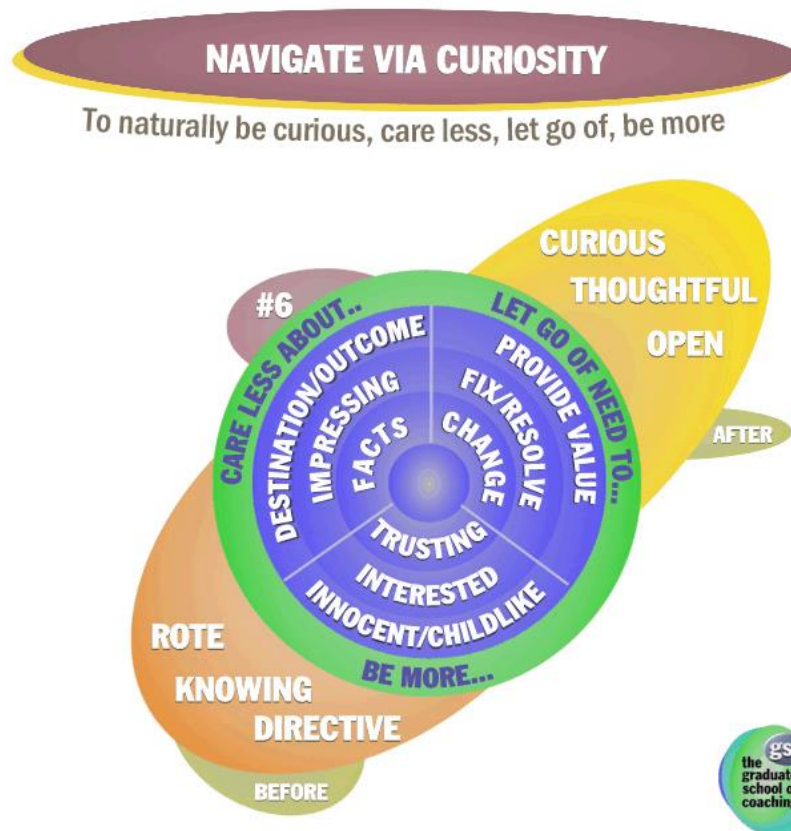 NAVIGATE VIA CURIOSITY
To naturally be curious, care less, let go of, be more
CURIOUS
THOUGHTFUL
OPEN
AFTER
#6
CARE LESS ABOUT..
DESTINATION/OUTCOME
IMPRESSING
FACTS
LET GO OF NEED TO...
PROVIDE VALUE
FIX/RESOLVE
CHANGE
TRUSTING
INTERESTED
INNOCENT/CHILDLIKE
BE MORE...
ROTE
KNOWING
DIRECTIVE
BEFORE
gs
the
graduat
school o
coaching